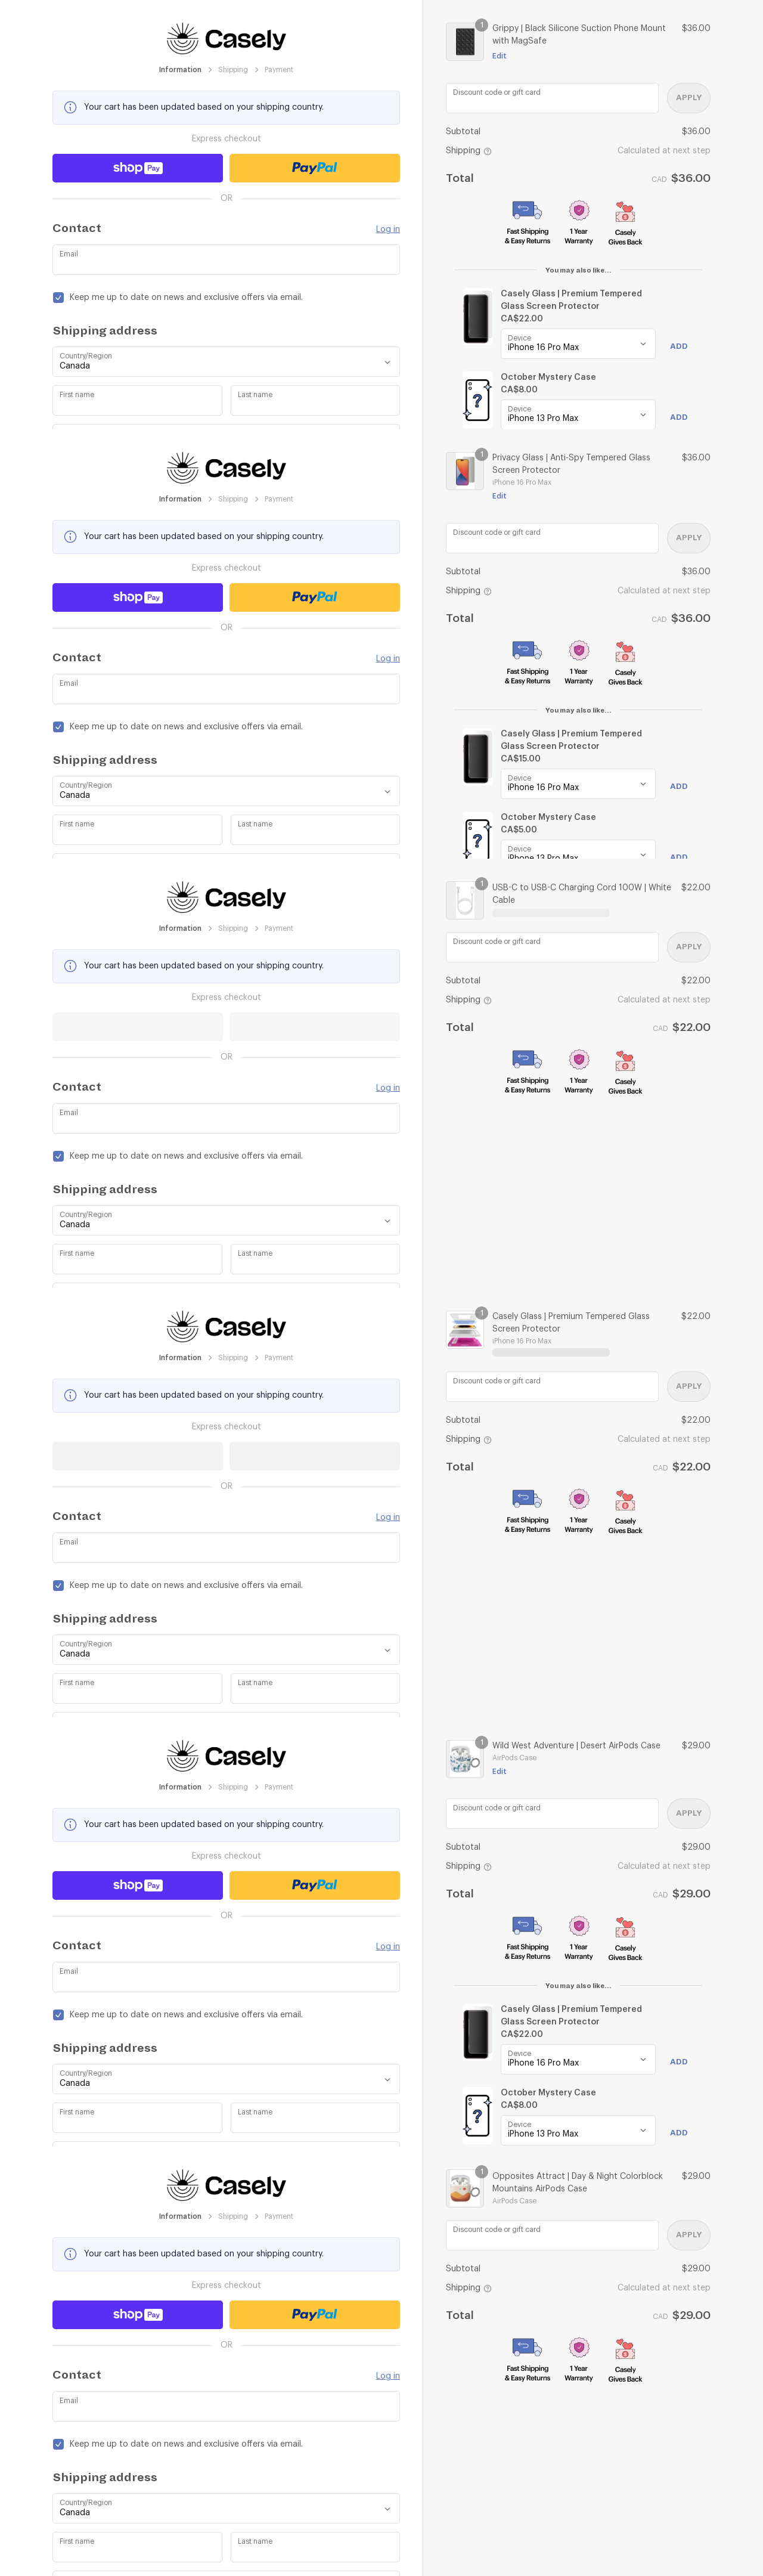 Casely
Information > Shipping > Payment
Your cart has been updated based on your shipping country.
Express checkout
shop Pay
PayPal
OR
Contact
Log in
Email
Keep me up to date on news and exclusive offers via email.
Shipping address
Country/Region
Canada
First name
Last name
1
Grippy | Black Silicone Suction Phone Mount
with MagSafe
$36.00
Edit
Discount code or gift card
APPLY
Subtotal
$36.00
Shipping
Calculated at next step
Total
CAD $36.00
Fast Shipping
& Easy Returns
1 Year
Warranty
Casely
Gives Back
You may also like...
Casely Glass | Premium Tempered
Glass Screen Protector
CA$22.00
Device
iPhone 16 Pro Max
ADD
October Mystery Case
CA$8.00
Device
iPhone 13 Pro Max
ADD
Casely
Information > Shipping > Payment
Your cart has been updated based on your shipping country.
Express checkout
shop Pay
PayPal
OR
Contact
Log in
Email
Keep me up to date on news and exclusive offers via email.
Shipping address
Country/Region
Canada
First name
Last name
1
Privacy Glass | Anti-Spy Tempered Glass
Screen Protector
$36.00
iPhone 16 Pro Max
Edit
Discount code or gift card
APPLY
Subtotal
$36.00
Shipping
Calculated at next step
Total
CAD $36.00
Fast Shipping
& Easy Returns
1 Year
Warranty
Casely
Gives Back
You may also like...
Casely Glass | Premium Tempered
Glass Screen Protector
CA$15.00
Device
iPhone 16 Pro Max
ADD
October Mystery Case
CA$5.00
Device
iPhone 13 Pro Max
ADD
Casely
Information > Shipping > Payment
Your cart has been updated based on your shipping country.
Express checkout
OR
Contact
Log in
Email
Keep me up to date on news and exclusive offers via email.
Shipping address
Country/Region
Canada
First name
Last name
1
USB-C to USB-C Charging Cord 100W | White
Cable
$22.00
Discount code or gift card
APPLY
Subtotal
$22.00
Shipping
Calculated at next step
Total
CAD $22.00
Fast Shipping
& Easy Returns
1 Year
Warranty
Casely
Gives Back
Casely
Information > Shipping > Payment
Your cart has been updated based on your shipping country.
Express checkout
OR
Contact
Log in
Email
Keep me up to date on news and exclusive offers via email.
Shipping address
Country/Region
Canada
First name
Last name
1
Casely Glass | Premium Tempered Glass
Screen Protector
$22.00
iPhone 16 Pro Max
Discount code or gift card
APPLY
Subtotal
$22.00
Shipping
Calculated at next step
Total
CAD $22.00
Fast Shipping
& Easy Returns
1 Year
Warranty
Casely
Gives Back
Casely
Information > Shipping > Payment
Your cart has been updated based on your shipping country.
Express checkout
shop Pay
PayPal
OR
Contact
Log in
Email
Keep me up to date on news and exclusive offers via email.
Shipping address
Country/Region
Canada
First name
Last name
1
Wild West Adventure | Desert AirPods Case
$29.00
AirPods Case
Edit
Discount code or gift card
APPLY
Subtotal
$29.00
Shipping
Calculated at next step
Total
CAD $29.00
Fast Shipping
& Easy Returns
1 Year
Warranty
Casely
Gives Back
You may also like...
Casely Glass | Premium Tempered
Glass Screen Protector
CA$22.00
Device
iPhone 16 Pro Max
ADD
October Mystery Case
CA$8.00
Device
iPhone 13 Pro Max
ADD
Casely
Information > Shipping > Payment
Your cart has been updated based on your shipping country.
Express checkout
shop Pay
PayPal
OR
Contact
Log in
Email
Keep me up to date on news and exclusive offers via email.
Shipping address
Country/Region
Canada
First name
Last name
1
Opposites Attract | Day & Night Colorblock
Mountains AirPods Case
$29.00
AirPods Case
Discount code or gift card
APPLY
Subtotal
$29.00
Shipping
Calculated at next step
Total
CAD $29.00
Fast Shipping
& Easy Returns
1 Year
Warranty
Casely
Gives Back